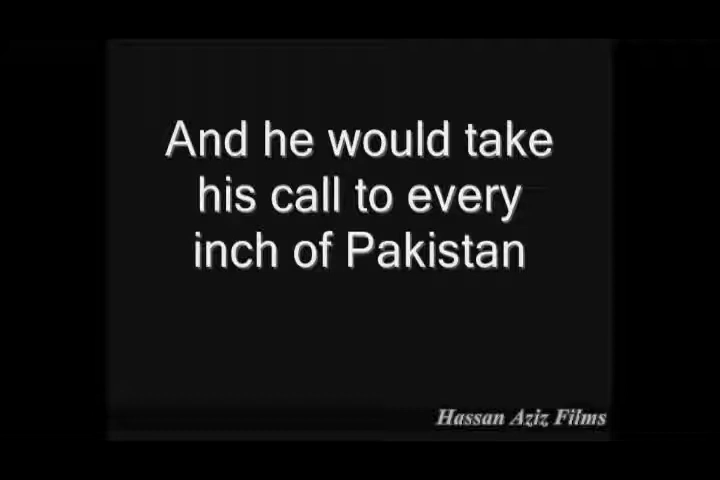 And he would take
his call to every
inch of Pakistan
Hassan Aziz Films